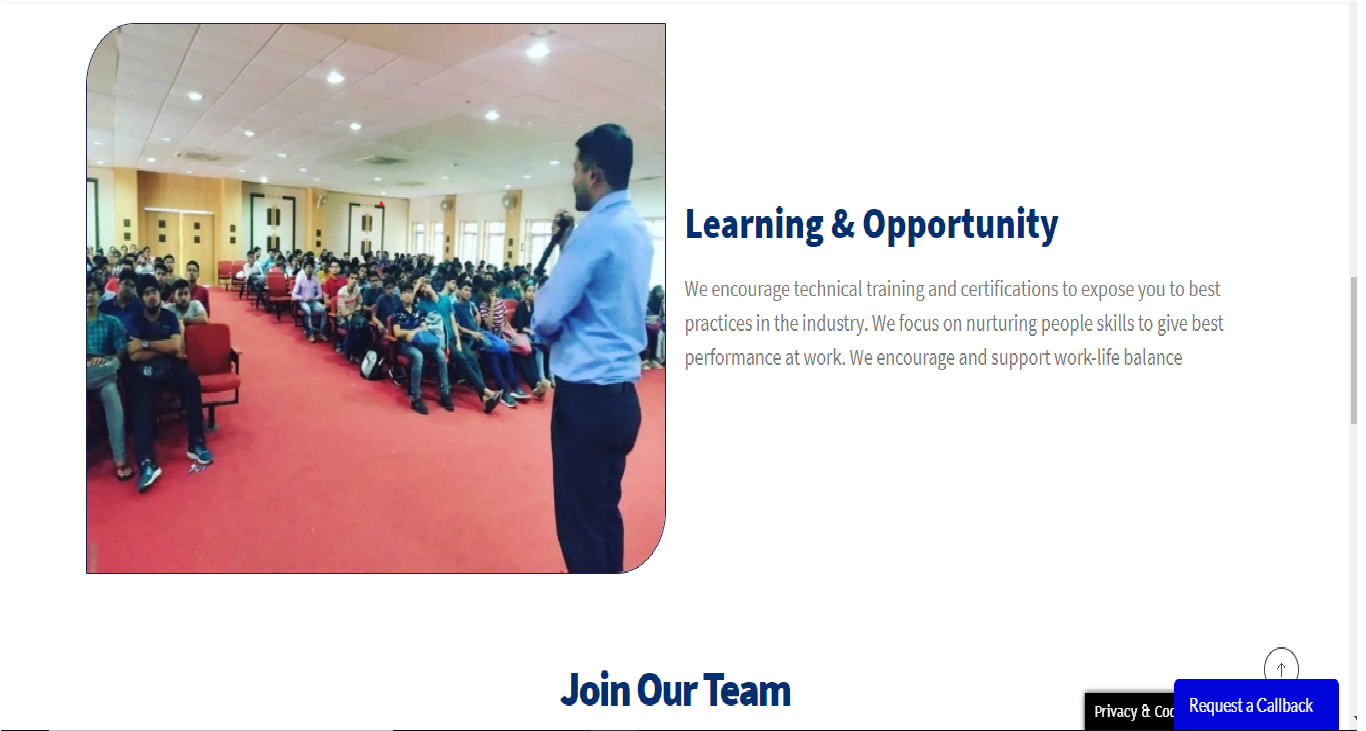 Learning & Opportunity
We encourage technical training and certifications to expose you to best
practices in the industry. We focus on nurturing people skills to give best
performance at work. We encourage and support work-life balance
Join Our Team
Privacy &
Request a Callback